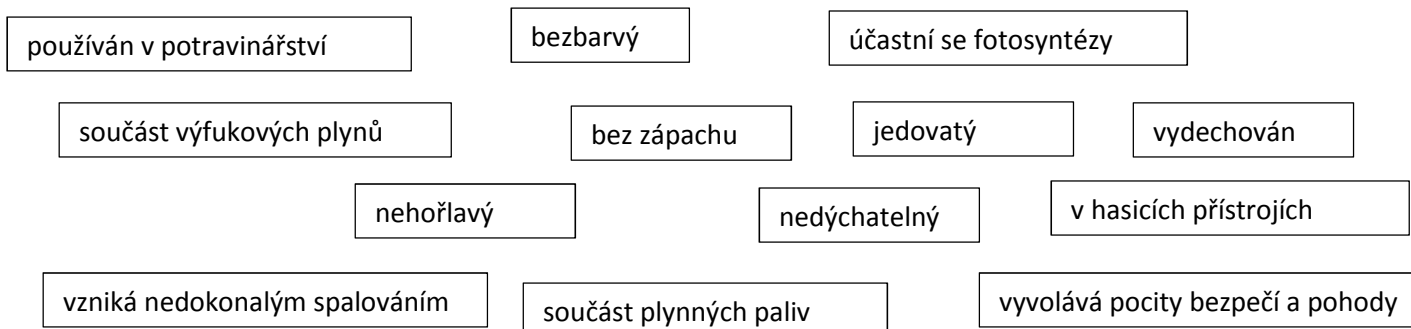 používán v potravinářství
bezbarvý
účastní se fotosyntézy
součást výfukových plynů
bez zápachu
jedovatý
vydechován
nehořlavý
nedýchatelný
v hasicích přístrojích
vzniká nedokonalým spalováním
součást plynných paliv
vyvolává pocity bezpečí a pohody